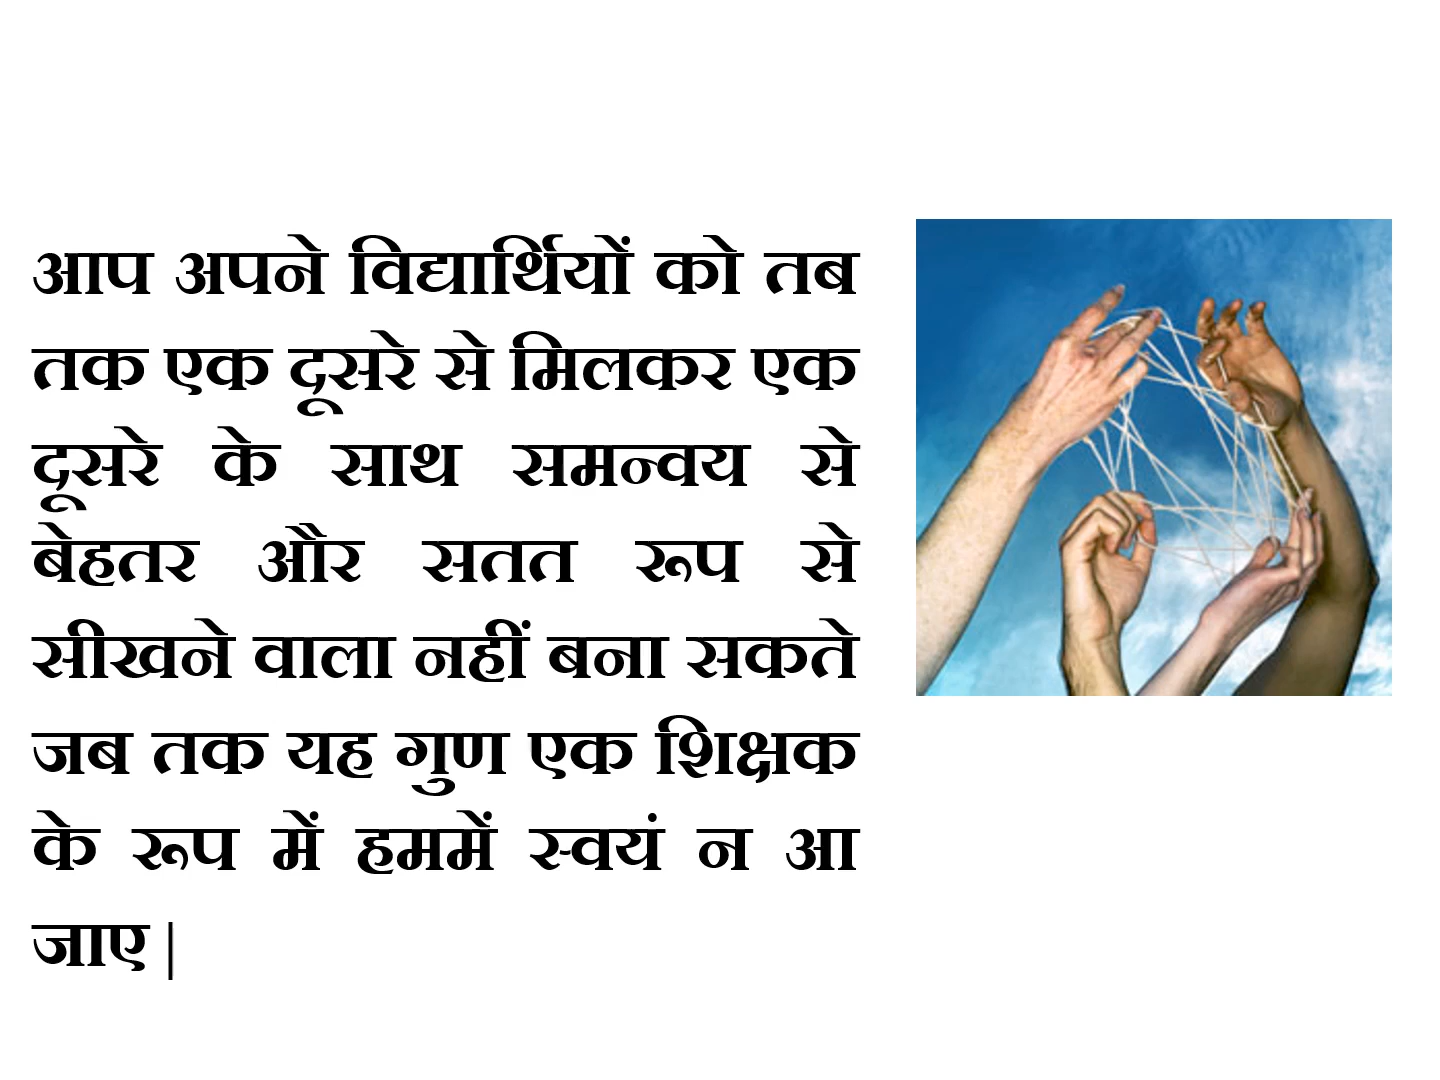 आप अपने विद्यार्थियों को तब
तक एक दूसरे से मिलकर एक
दूसरे के साथ समन्वय से
बेहतर और सतत रूप से
सीखने वाला नहीं बना सकते
जब तक यह गुण एक शिक्षक
के रूप में हममें स्वयं न आ
जाए |